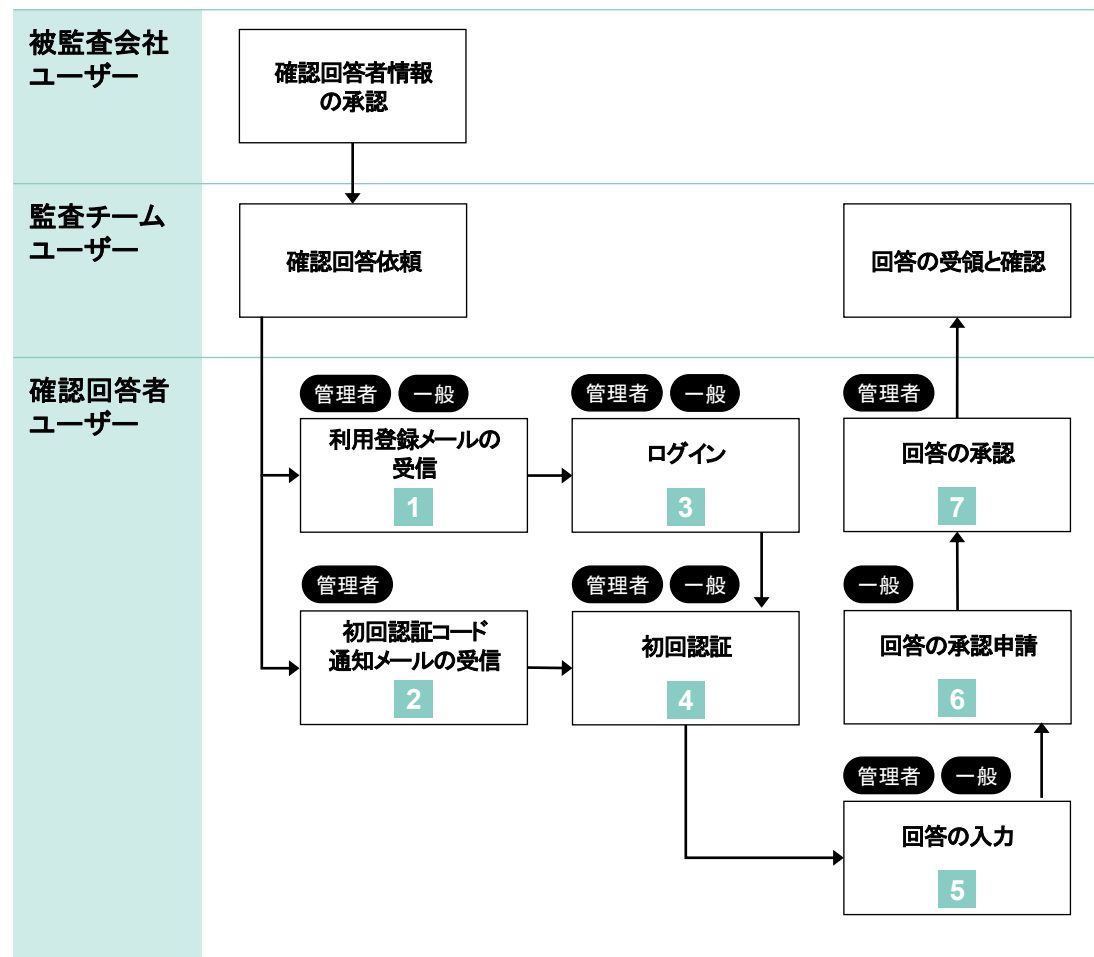 被監査会社
ユーザー
確認回答者情報
の承認
監査チーム
ユーザー
確認回答依頼
回答の受領と確認
確認回答者
ユーザー
管理者 一般
利用登録メールの
受信
1
管理者 一般
ログイン
3
管理者
回答の承認
7
管理者
初回認証コード
通知メールの受信
2
管理者 一般
初回認証
4
一般
回答の承認申請
6
管理者 一般
回答の入力
5